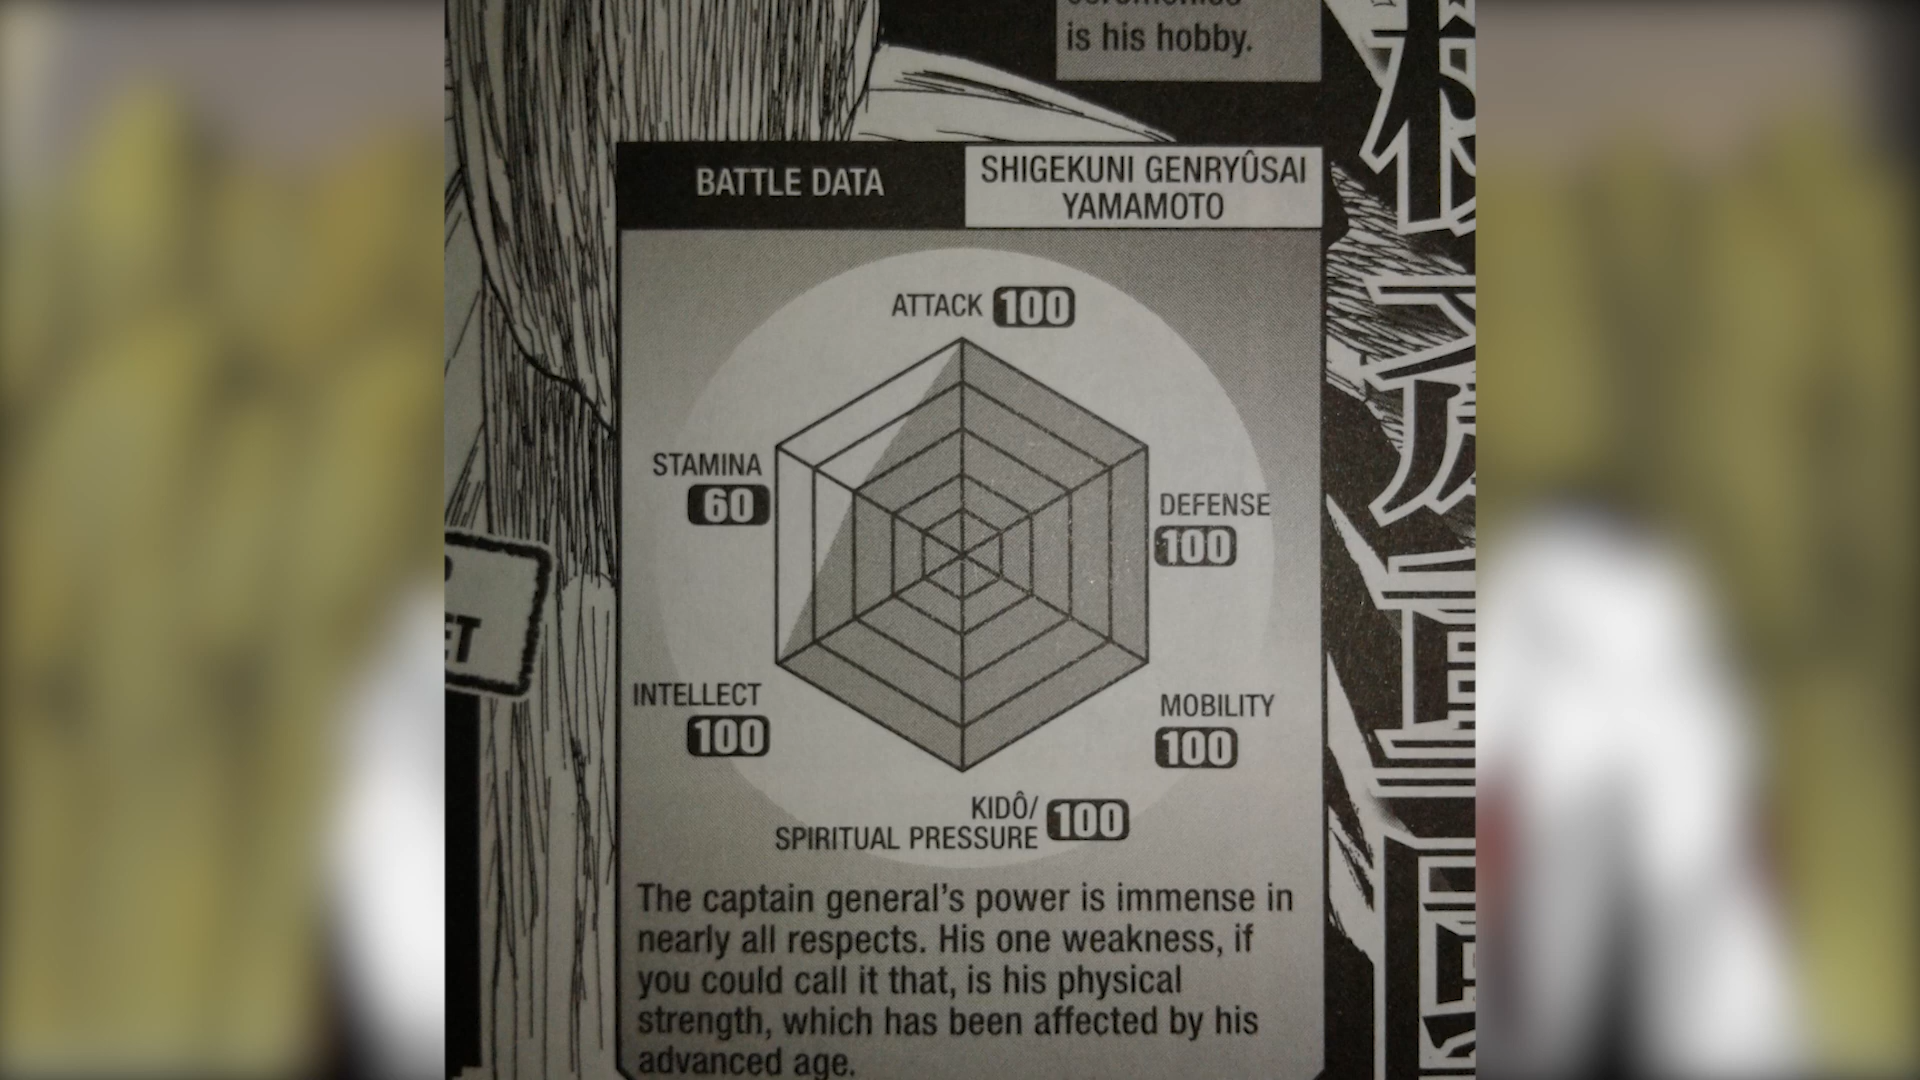 is his hobby.
BATTLE DATA
SHIGEKUNI GENRYÛSAI
YAMAMOTO
ATTACK 100
STAMINA
60
DEFENSE
100
INTELLECT
100
MOBILITY
100
KIDÔ/
SPIRITUAL PRESSURE 100
The captain general's power is immense in
nearly all respects. His one weakness, if
you could call it that, is his physical
strength, which has been affected by his
advanced age.